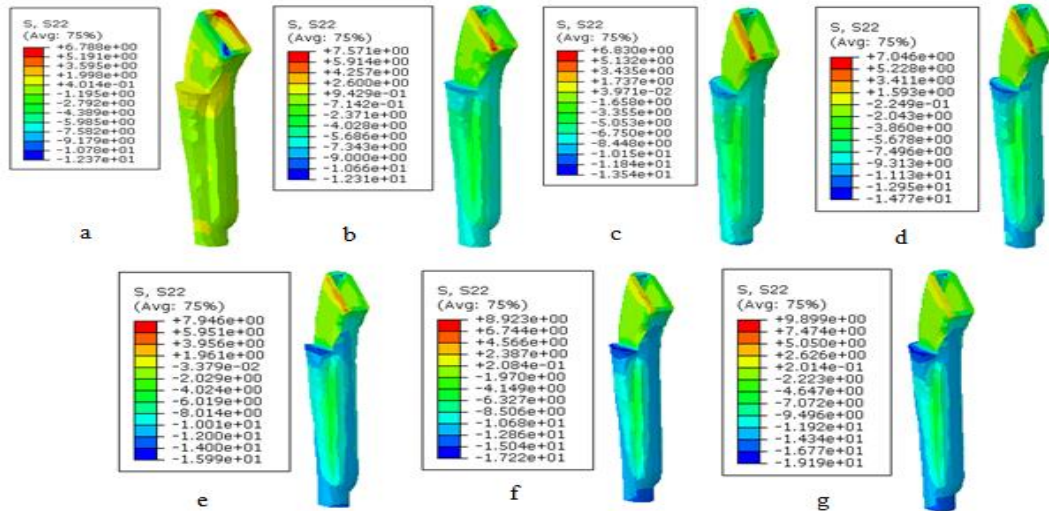 S, S22
(Avg: 75%)
+6.788e+00
+5.191e+00
+3.595e+00
+1.998e+00
+4.014e-01
-1.195e+00
-2.792e+00
-4.389e+00
-5.985e+00
-7.582e+00
-9.179e+00
-1.078e+01
-1.237e+01
a
S, S22
(Avg: 75%)
+7.571e+00
+5.914e+00
+4.257e+00
+2.600e+00
+9.429e-01
-7.142e-01
-2.371e+00
-4.028e+00
-5.686e+00
-7.343e+00
-9.000e+00
-1.066e+01
-1.231e+01
b
S, S22
(Avg: 75%)
+6.830e+00
+5.132e+00
+3.435e+00
+1.737e+00
+3.971e-02
-1.658e+00
-3.355e+00
-5.053e+00
-6.750e+00
-8.448e+00
-1.015e+01
-1.184e+01
-1.354e+01
c
S, S22
(Avg: 75%)
+7.046e+00
+5.228e+00
+3.411e+00
+1.593e+00
-2.249e-01
-2.043e+00
-3.860e+00
-5.678e+00
-7.496e+00
-9.313e+00
-1.113e+01
-1.295e+01
-1.477e+01
d
S, S22
(Avg: 75%)
+7.946e+00
+5.951e+00
+3.956e+00
+1.961e+00
-3.379e-02
-2.029e+00
-4.024e+00
-6.019e+00
-8.014e+00
-1.001e+01
-1.200e+01
-1.400e+01
-1.599e+01
e
S, S22
(Avg: 75%)
+8.923e+00
+6.744e+00
+4.566e+00
+2.387e+00
+2.084e-01
-1.970e+00
-4.149e+00
-6.327e+00
-8.506e+00
-1.068e+01
-1.286e+01
-1.504e+01
-1.722e+01
f
S, S22
(Avg: 75%)
+9.899e+00
+7.474e+00
+5.050e+00
+2.626e+00
+2.014e-01
-2.223e+00
-4.647e+00
-7.072e+00
-9.496e+00
-1.192e+01
-1.434e+01
-1.677e+01
-1.919e+01
g